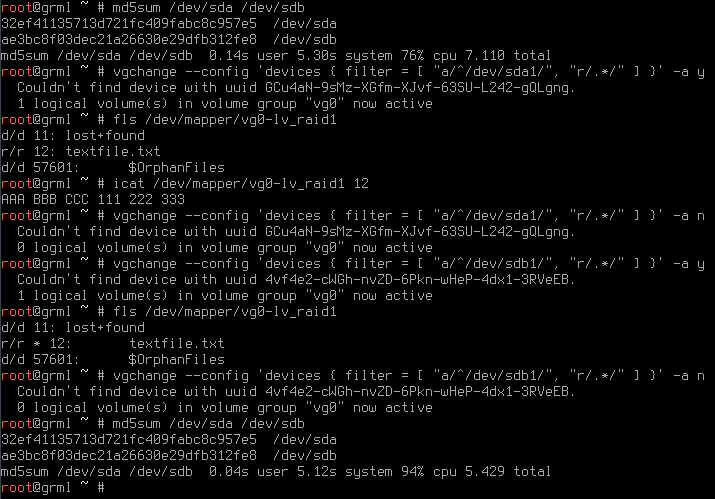 root@grml ~ # md5sum /dev/sda /dev/sdb
32ef41135713d721fc409fabc8c957e5  /dev/sda
ae3bc8f03dec21a26630e29dfb312fe8  /dev/sdb
md5sum /dev/sda /dev/sdb  0.14s user 5.30s system 76% cpu 7.110 total
root@grml ~ # vgchange --config 'devices { filter = [ "a/^/dev/sda1/", "r/.*/" ] }' -a y
  Couldn't find device with uuid GCu4aN-9sMz-XGfm-XJvf-63SU-L242-gQLgng.
  1 logical volume(s) in volume group "vg0" now active
root@grml ~ # fls /dev/mapper/vg0-lv_raid1
d/d 11: lost+found
r/r 12: textfile.txt
d/d 57601:      $OrphanFiles
root@grml ~ # icat /dev/mapper/vg0-lv_raid1 12
AAA BBB CCC 111 222 333
root@grml ~ # vgchange --config 'devices { filter = [ "a/^/dev/sda1/", "r/.*/" ] }' -a n
  Couldn't find device with uuid GCu4aN-9sMz-XGfm-XJvf-63SU-L242-gQLgng.
  0 logical volume(s) in volume group "vg0" now active
root@grml ~ # vgchange --config 'devices { filter = [ "a/^/dev/sdb1/", "r/.*/" ] }' -a y
  Couldn't find device with uuid 4vf4e2-cWGh-nvZD-6Pkn-wHeP-4dx1-3RVeEB.
  1 logical volume(s) in volume group "vg0" now active
root@grml ~ # fls /dev/mapper/vg0-lv_raid1
d/d 11: lost+found
r/r * 12:       textfile.txt
d/d 57601:      $OrphanFiles
root@grml ~ # vgchange --config 'devices { filter = [ "a/^/dev/sdb1/", "r/.*/" ] }' -a n
  Couldn't find device with uuid 4vf4e2-cWGh-nvZD-6Pkn-wHeP-4dx1-3RVeEB.
  0 logical volume(s) in volume group "vg0" now active
root@grml ~ # md5sum /dev/sda /dev/sdb
32ef41135713d721fc409fabc8c957e5  /dev/sda
ae3bc8f03dec21a26630e29dfb312fe8  /dev/sdb
md5sum /dev/sda /dev/sdb  0.04s user 5.12s system 94% cpu 5.429 total
root@grml ~ #